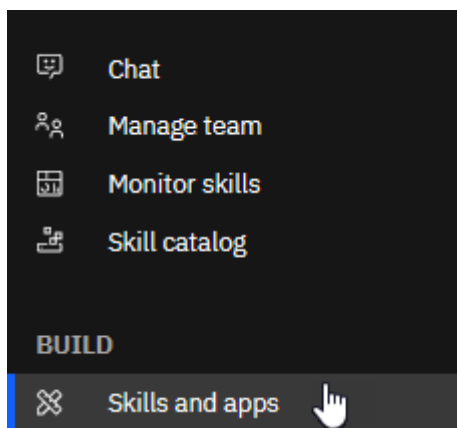 Chat
Manage team
Monitor skills
Skill catalog
BUILD
Skills and apps